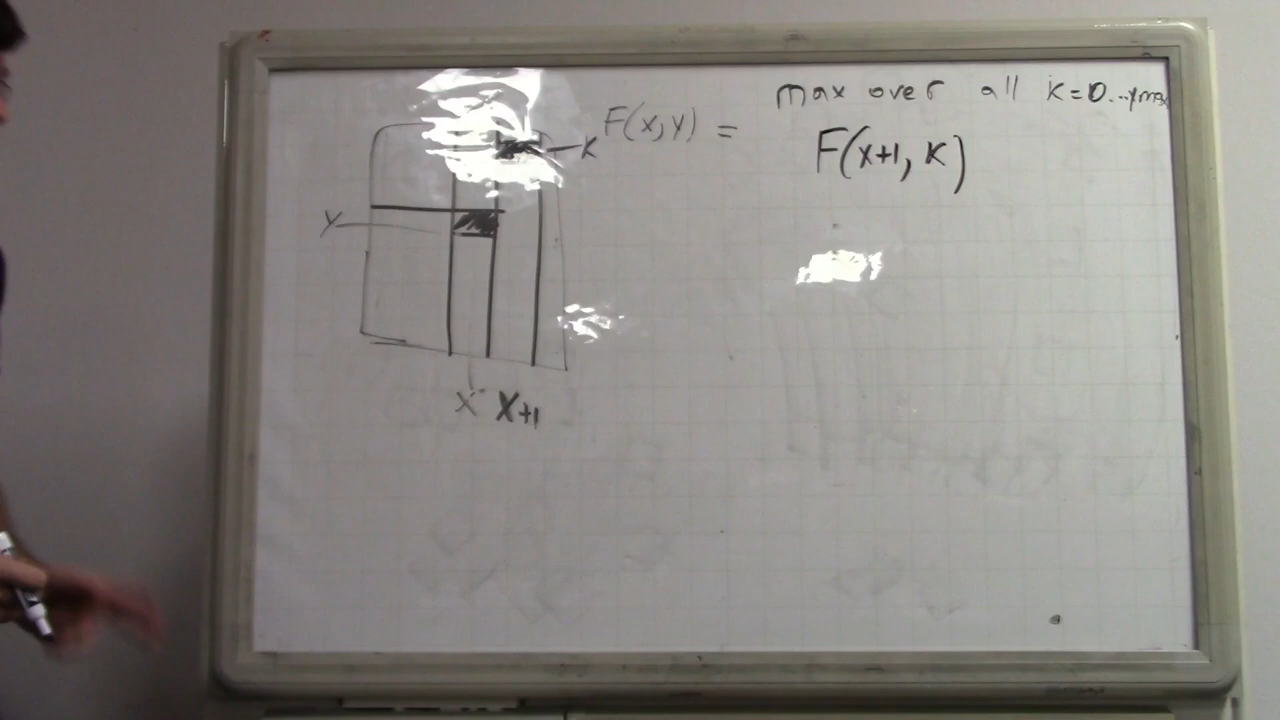 max over all K=0...ymax
F(x,y) =
F(x+1, K)
K
Y
X X+1